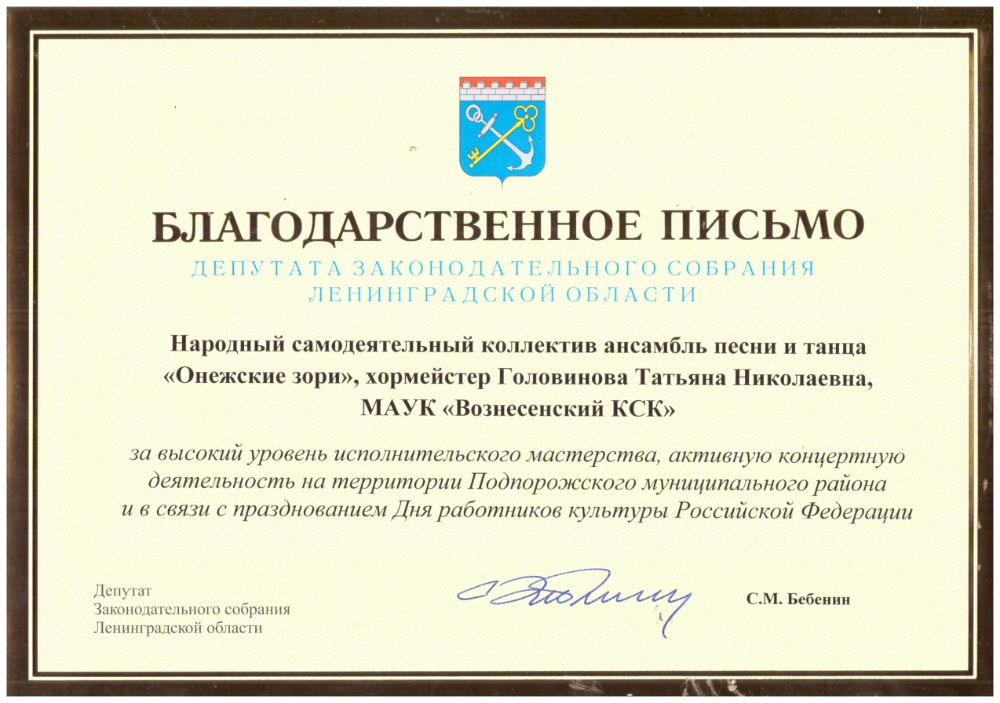 БЛАГОДАРСТВЕННОЕ ПИСЬМО
ДЕПУТАТА ЗАКОНОДАТЕЛЬНОГО СОБРАНИЯ
ЛЕНИНГРАДСКОЙ ОБЛАСТИ
Народный самодеятельный коллектив ансамбль песни и танца
«Онежские зори», хормейстер Головинова Татьяна Николаевна,
МАУК «Вознесенский КСК»
за высокий уровень исполнительского мастерства, активную концертную
деятельность на территории Подпорожского муниципального района
и в связи с празднованием Дня работников культуры Российской Федерации
Депутат
Законодательного собрания
Ленинградской области
С.М. Бебенин